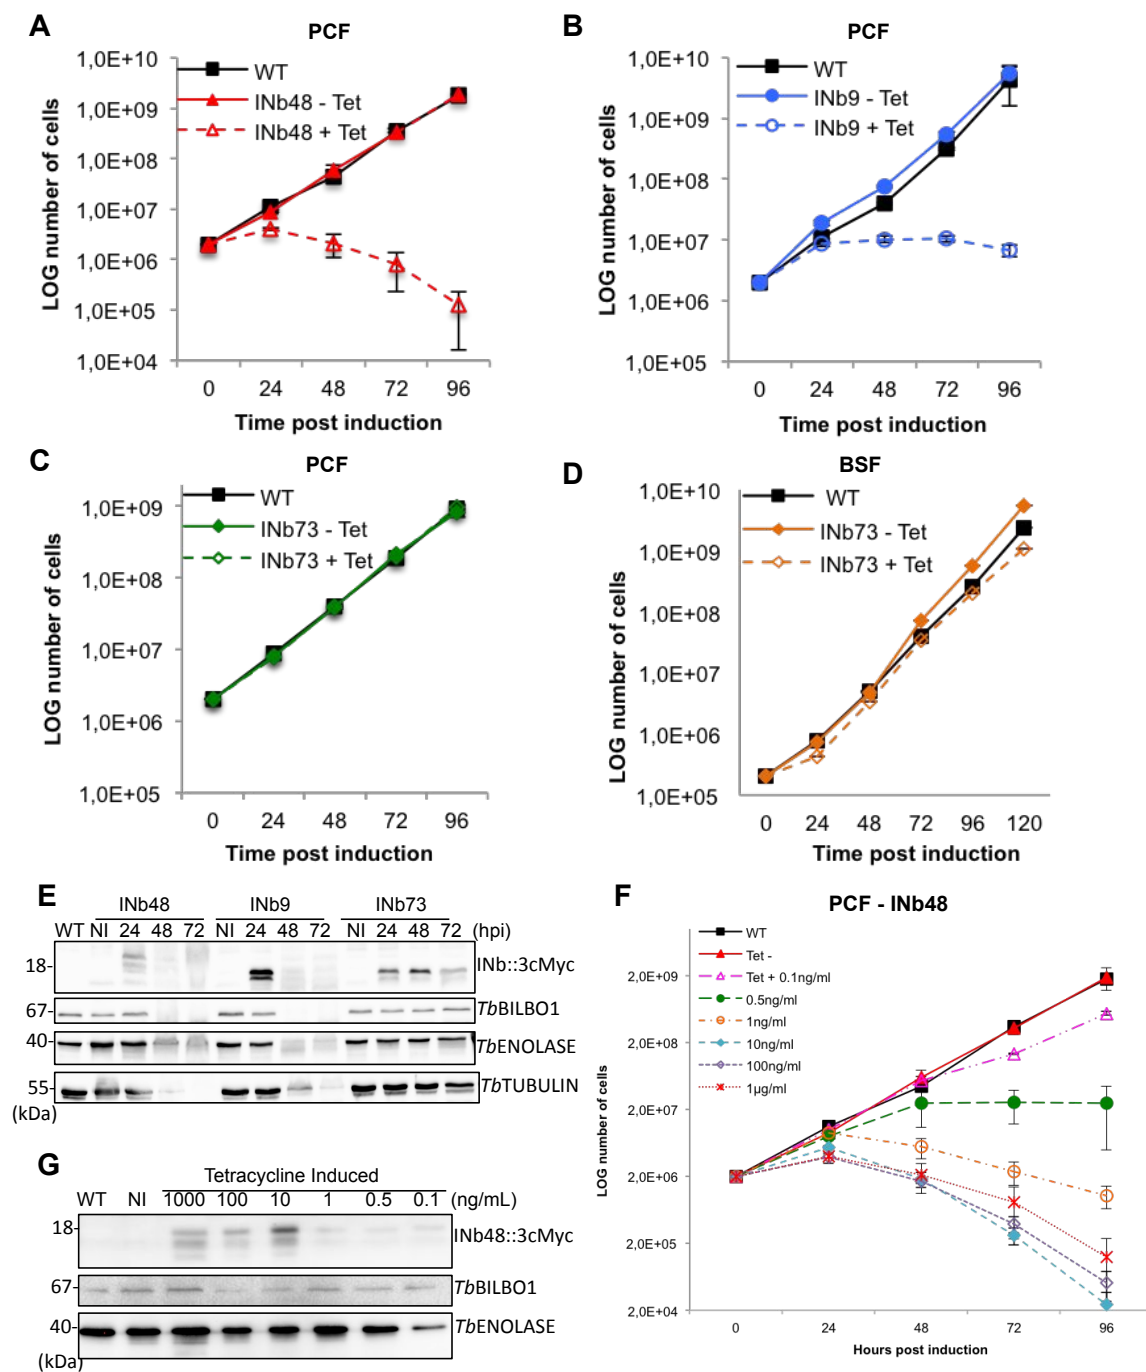 A
PCF
1,0E+10
1,0E+09
1,0E+08
1,0E+07
1,0E+06
1,0E+05
1,0E+04
LOG number of cells
WT
INb48 - Tet
INb48 + Tet
0 24 48 72 96
Time post induction
B
PCF
1,0E+10
1,0E+09
1,0E+08
1,0E+07
1,0E+06
1,0E+05
LOG number of cells
WT
INb9 - Tet
INb9 + Tet
0 24 48 72 96
Time post induction
C
PCF
1,0E+09
1,0E+08
1,0E+07
1,0E+06
1,0E+05
LOG number of cells
WT
INb73 - Tet
INb73 + Tet
0 24 48 72 96
Time post induction
D
BSF
1,0E+10
1,0E+09
1,0E+08
1,0E+07
1,0E+06
1,0E+05
LOG number of cells
WT
INb73 - Tet
INb73 + Tet
0 24 48 72 96 120
Time post induction
E
INb48 INb9 INb73
WT NI 24 48 72 NI 24 48 72 NI 24 48 72 (hpi)
18- INb::3cMyc
67- TbBILBO1
40- TbENOLASE
55- TbTUBULIN
(kDa)
F
PCF - INb48
WT
Tet -
Tet + 0.1ng/ml
0.5ng/ml
1ng/ml
10ng/ml
100ng/ml
1µg/ml
2,0E+09
2,0E+08
2,0E+07
2,0E+06
2,0E+05
2,0E+04
LOG number of cells
0 24 48 72 96
Hours post induction
G
Tetracycline Induced
WT NI 1000 100 10 1 0.5 0.1 (ng/mL)
18- INb48::3cMyc
67- TbBILBO1
40- TbENOLASE
(kDa)